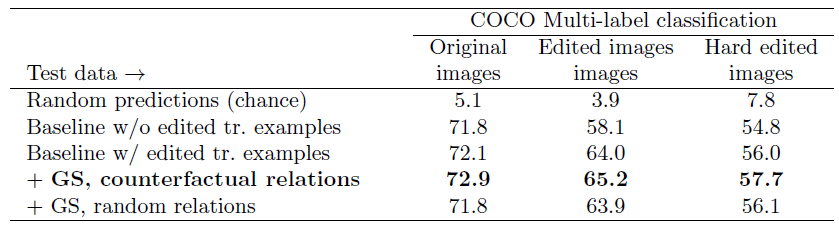 COCO Multi-label classification
Original Edited images Hard edited
Test data → images images images
Random predictions (chance) 5.1 3.9 7.8
Baseline w/o edited tr. examples 71.8 58.1 54.8
Baseline w/ edited tr. examples 72.1 64.0 56.0
+ GS, counterfactual relations 72.9 65.2 57.7
+ GS, random relations 71.8 63.9 56.1